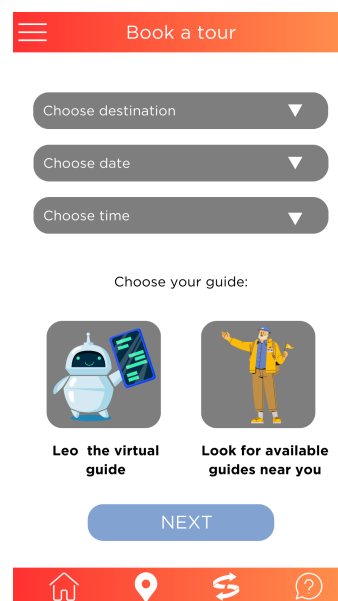 Book a tour
Choose destination
Choose date
Choose time
Choose your guide:
Leo the virtual
guide
Look for available
guides near you
NEXT
?